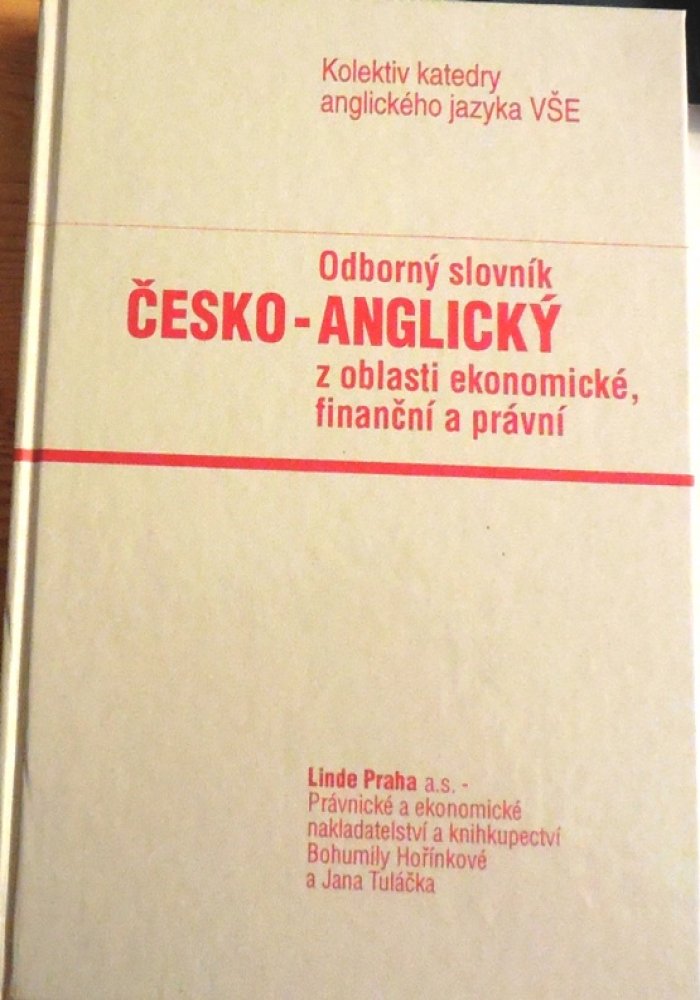 Kolektiv katedry
anglického jazyka VŠE
Odborný slovník
ČESKO-ANGLICKÝ
z oblasti ekonomické,
finanční a právní
Linde Praha a.s. -
Právnické a ekonomické
nakladatelství a knihkupectví
Bohumily Hořínkové
a Jana Tuláčka